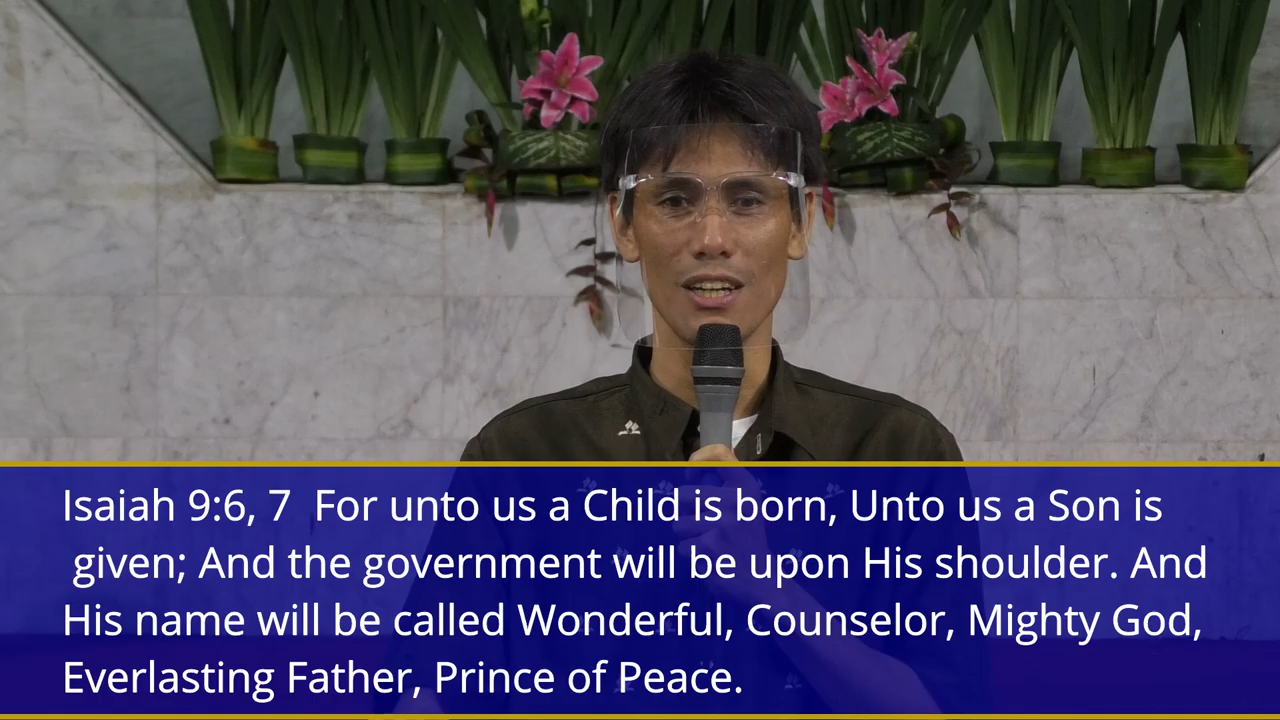 Isaiah 9:6, 7  For unto us a Child is born, Unto us a Son is
given; And the government will be upon His shoulder. And
His name will be called Wonderful, Counselor, Mighty God,
Everlasting Father, Prince of Peace.